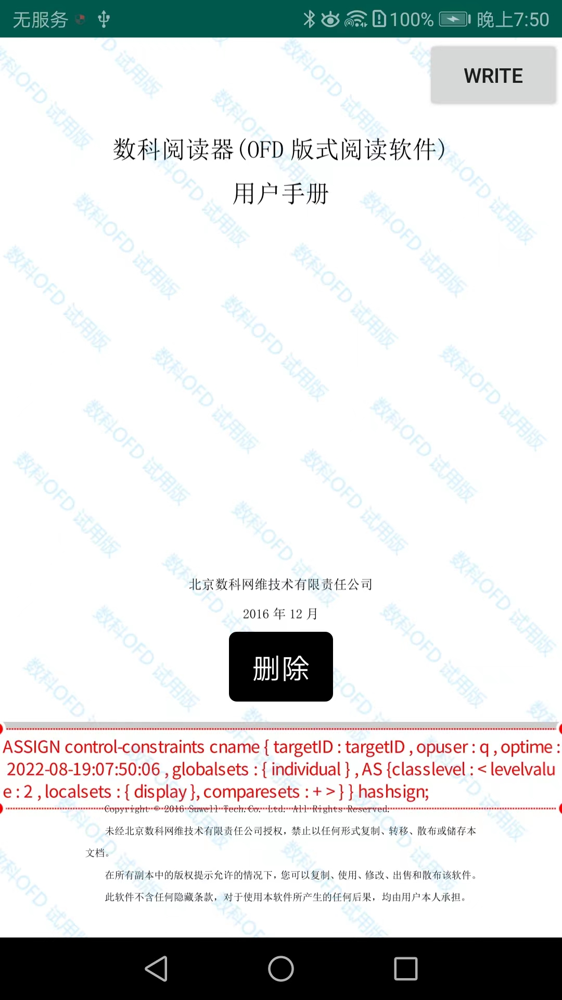 无服务 100% 晚上7:50
WRITE
数科阅读器(OFD 版式阅读软件)
用户手册
北京数科网维技术有限责任公司
2016 年 12 月
删除
ASSIGN control-constraints cname { targetID : targetID , opuser : q , optime :
2022-08-19:07:50:06 , globalsets : { individual } , AS {classlevel : < levelvalu
e : 2 , localsets : { display }, comparesets : + > } } hashsign;
Copyright © 2016 Suwell Tech.Co. Ltd. All Rights Reserved.
未经北京数科网维技术有限责任公司授权，禁止以任何形式复制、转移、散布或储存本
文档。
在所有副本中的版权提示允许的情况下，您可以复制、使用、修改、出售和散布该软件。
此软件不含任何隐藏条款，对于使用本软件所产生的任何后果，均由用户本人承担。
数科OFD 试用版